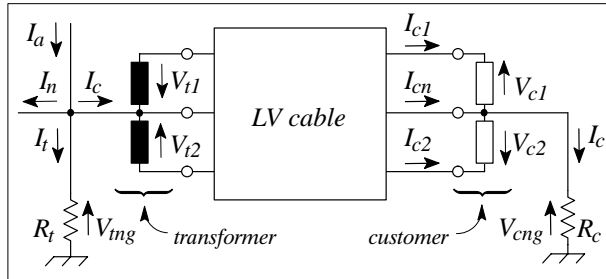 I_a
I_n I_c
I_t
R_t V_tng
V_t1
V_t2
transformer
LV cable
I_c1
I_cn
I_c2
V_c1
V_c2
I_c
customer
V_cng R_c